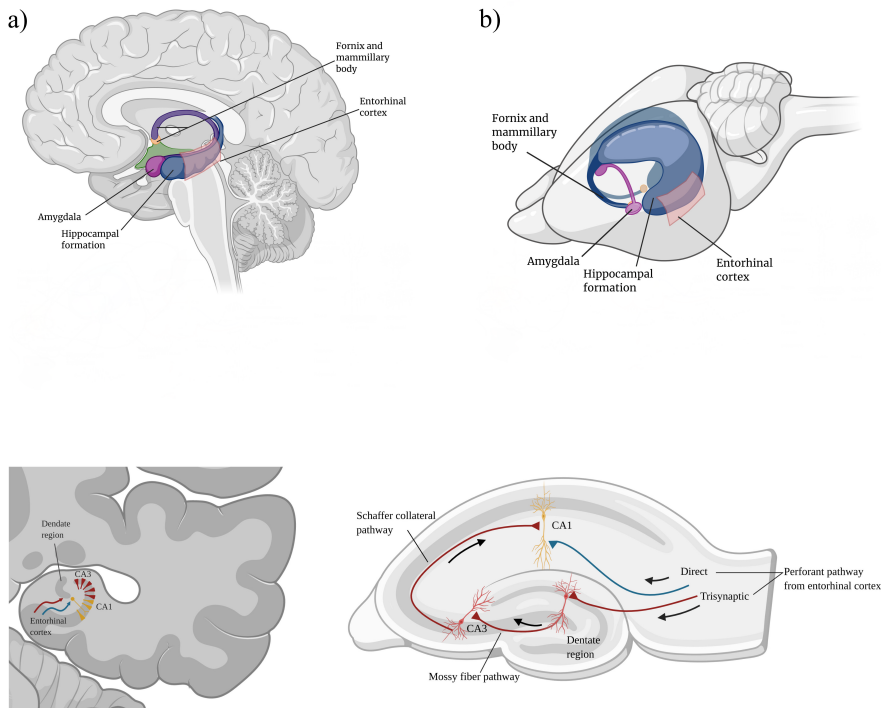 a)
Fornix and
mammillary
body
Entorhinal
cortex
Amygdala
Hippocampal
formation
b)
Fornix and
mammillary
body
Amygdala
Hippocampal
formation
Entorhinal
cortex
Dendate
region
CA3
CA1
Entorhinal
cortex
Schaffer collateral
pathway
CA1
Direct
Perforant pathway
from entorhinal cortex
Trisynaptic
CA3
Dentate
region
Mossy fiber pathway